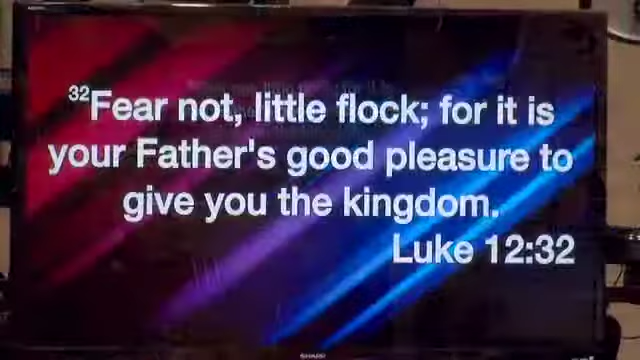 32Fear not, little flock; for it is
your Father's good pleasure to
give you the kingdom.
Luke 12:32
SHARP